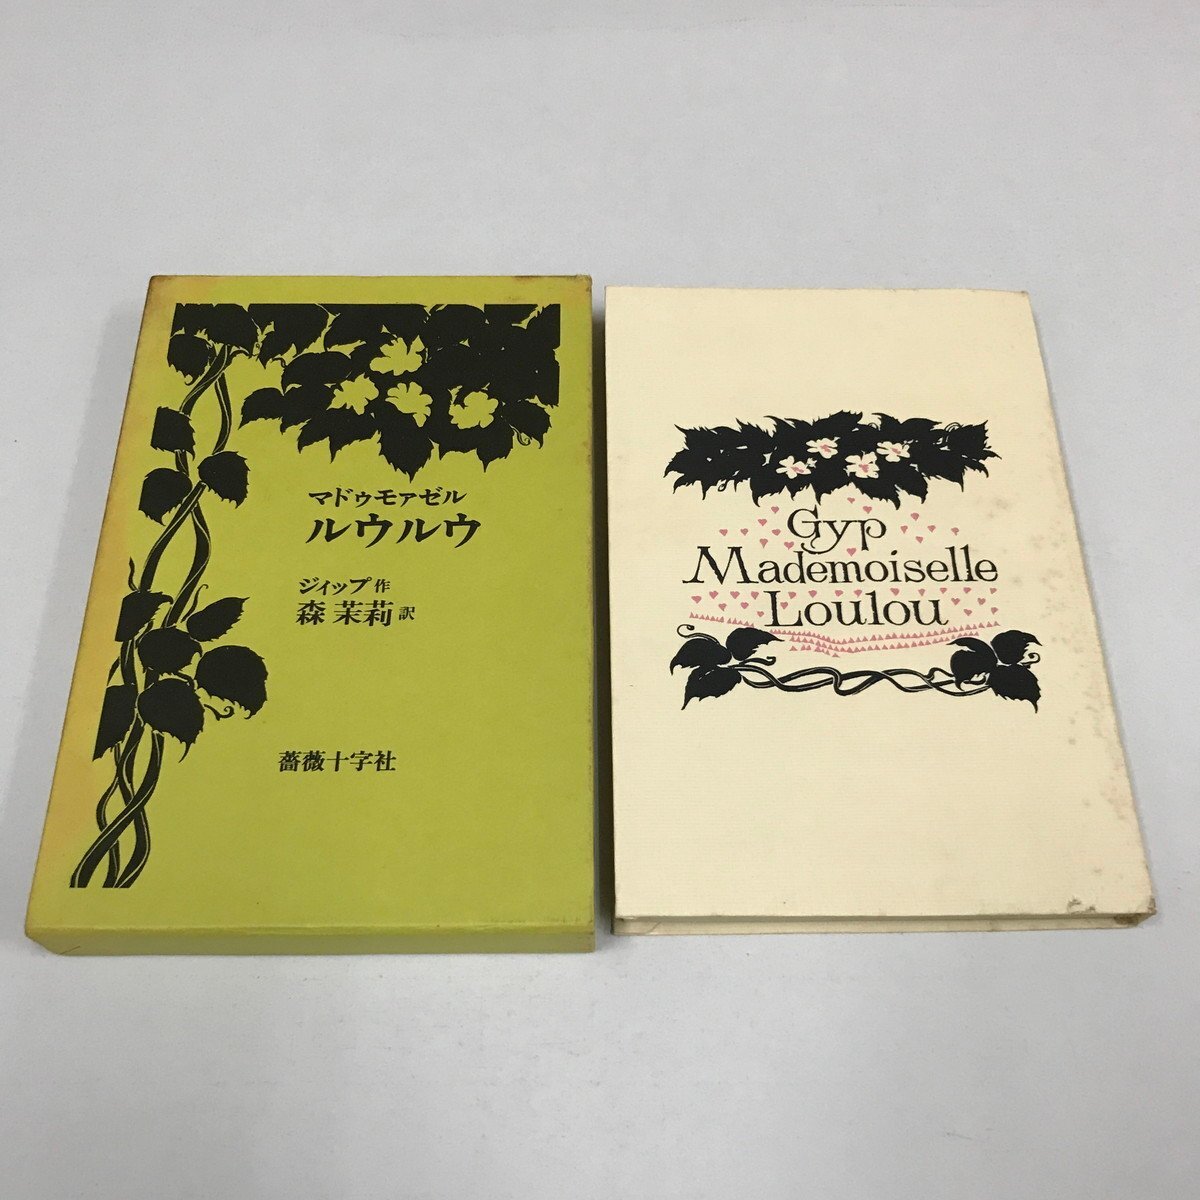 マドゥモァゼル
ルウルウ
ジイップ作
森 茉莉 訳
薔薇十字社
Gyp
Mademoiselle
Loulou